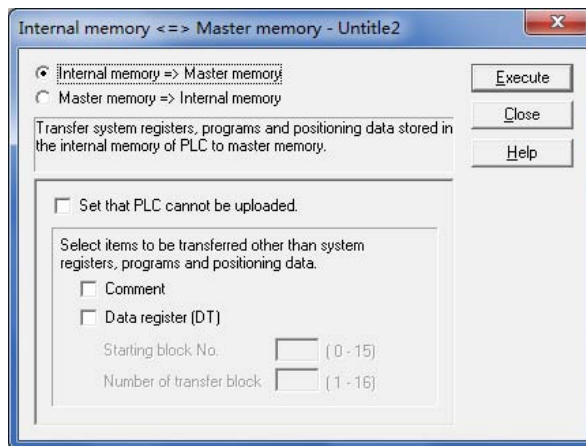 Internal memory <=> Master memory - Untitle2
Internal memory => Master memory
Master memory => Internal memory
Execute
Close
Help
Transfer system registers, programs and positioning data stored in
the internal memory of PLC to master memory.
Set that PLC cannot be uploaded.
Select items to be transferred other than system
registers, programs and positioning data.
Comment
Data register (DT)
Starting block No. ( 0 - 15)
Number of transfer block ( 1 - 16)